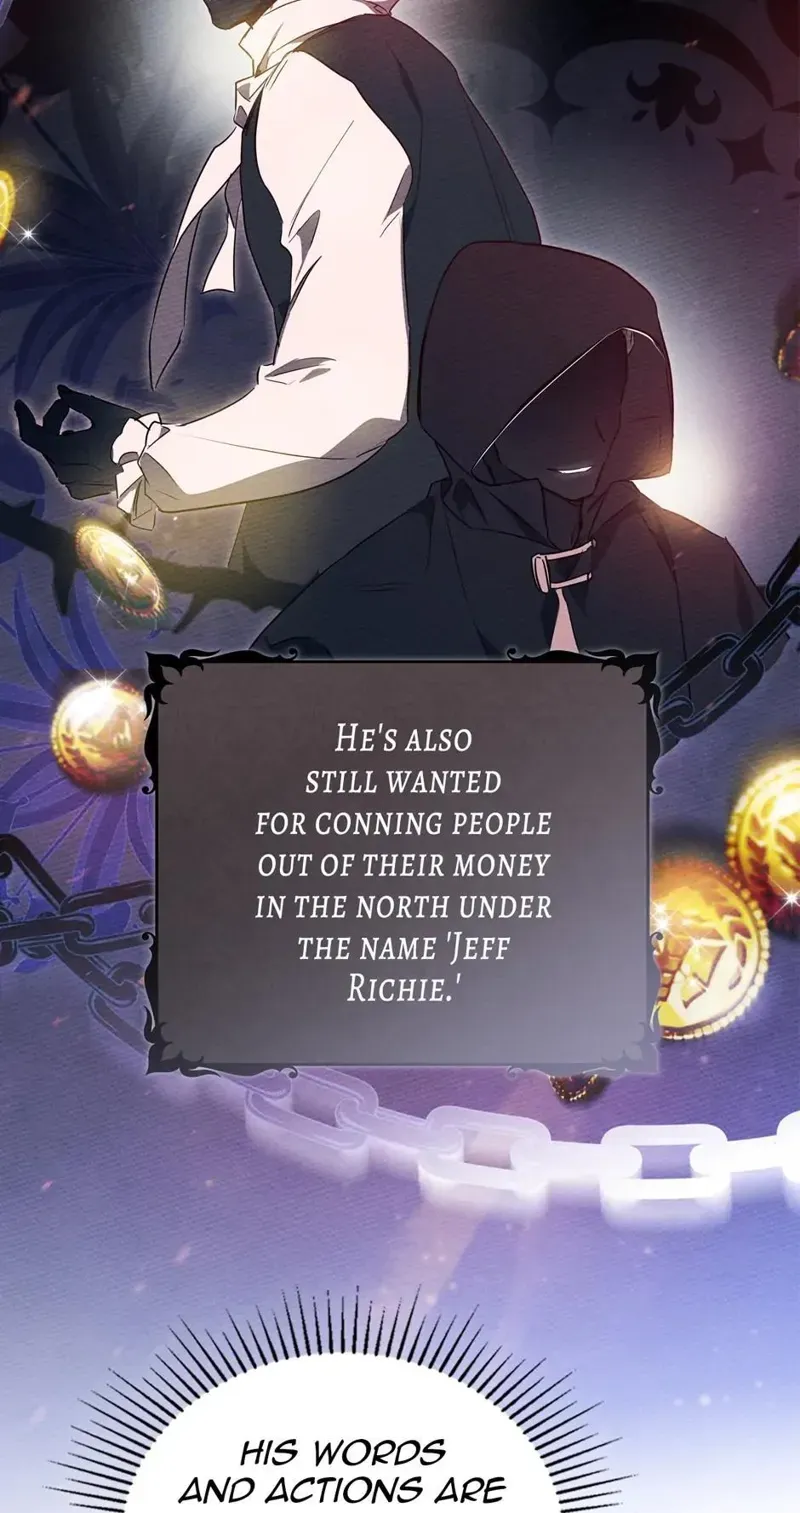 He's also
still wanted
for conning people
out of their money
in the north under
the name 'Jeff
Richie.'
HIS WORDS
AND ACTIONS ARE